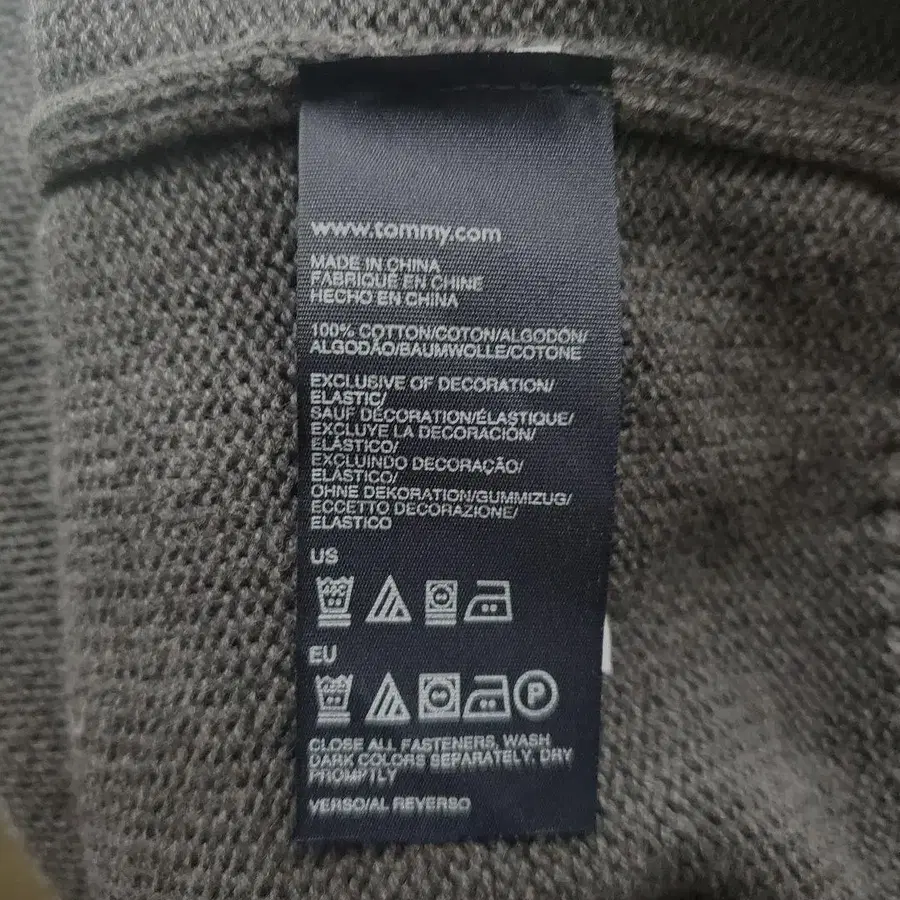 www.tommy.com
MADE IN CHINA
FABRIQUE EN CHINE
HECHO EN CHINA
100% COTTON/COTON/ALGODÓN/
ALGODÃO/BAUMWOLLE/COTONE
EXCLUSIVE OF DECORATION/
ELASTIC/
SAUF DÉCORATION/ÉLASTIQUE/
EXCLUYE LA DECORACIÓN/
ELÁSTICO/
EXCLUINDO DECORAÇÃO/
ELÁSTICO/
OHNE DEKORATION/GUMMIZUG/
ECCETTO DECORAZIONE/
ELASTICO
US
EU
P
CLOSE ALL FASTENERS, WASH
DARK COLORS SEPARATELY, DRY
PROMPTLY
VERSO/AL REVERSO